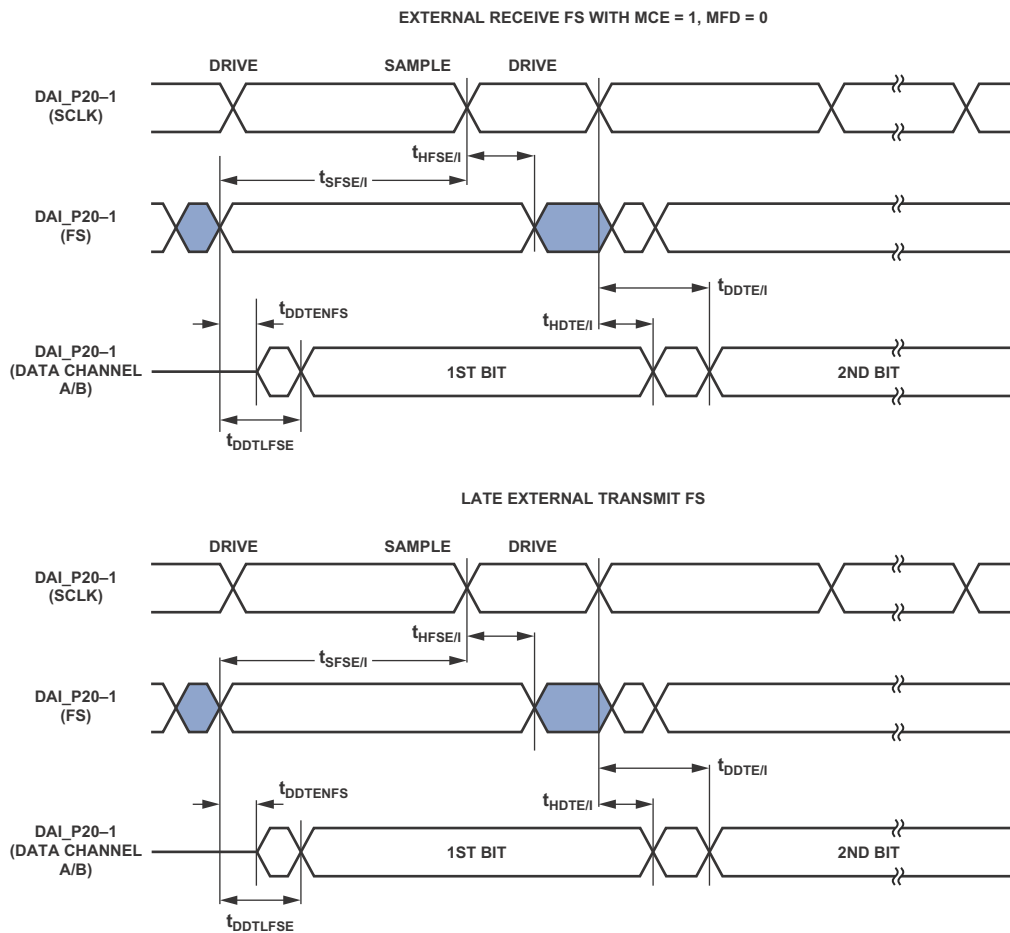 EXTERNAL RECEIVE FS WITH MCE = 1, MFD = 0
DRIVE SAMPLE DRIVE
DAI_P20–1
(SCLK)
tHFSE/I
tSFSE/I
DAI_P20–1
(FS)
tDDTE/I
tDDTENFS
tHDTE/I
DAI_P20–1
(DATA CHANNEL
A/B)
1ST BIT 2ND BIT
tDDTLFSE
LATE EXTERNAL TRANSMIT FS
DRIVE SAMPLE DRIVE
DAI_P20–1
(SCLK)
tHFSE/I
tSFSE/I
DAI_P20–1
(FS)
tDDTE/I
tDDTENFS
tHDTE/I
DAI_P20–1
(DATA CHANNEL
A/B)
1ST BIT 2ND BIT
tDDTLFSE